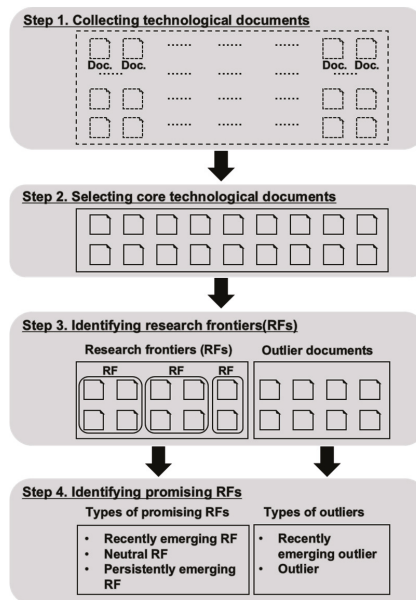 Step 1. Collecting technological documents
...... ...... ......
Doc. Doc. Doc. Doc.
...... ...... ...... ...... ......
...... ...... ......
...... ...... ......
Step 2. Selecting core technological documents
Step 3. Identifying research frontiers(RFs)
Research frontiers (RFs) Outlier documents
RF RF RF
Step 4. Identifying promising RFs
Types of promising RFs Types of outliers
• Recently emerging RF • Recently
• Neutral RF emerging outlier
• Persistently emerging • Outlier
RF